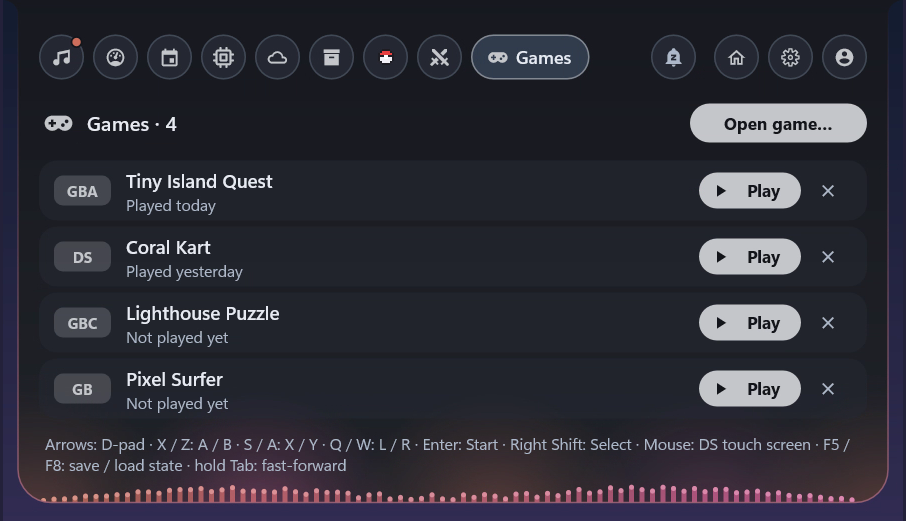 Games
Games · 4
Open game...
GBA
Tiny Island Quest
Played today
Play
DS
Coral Kart
Played yesterday
Play
GBC
Lighthouse Puzzle
Not played yet
Play
GB
Pixel Surfer
Not played yet
Play
Arrows: D-pad · X / Z: A / B · S / A: X / Y · Q / W: L / R · Enter: Start · Right Shift: Select · Mouse: DS touch screen · F5 /
F8: save / load state · hold Tab: fast-forward